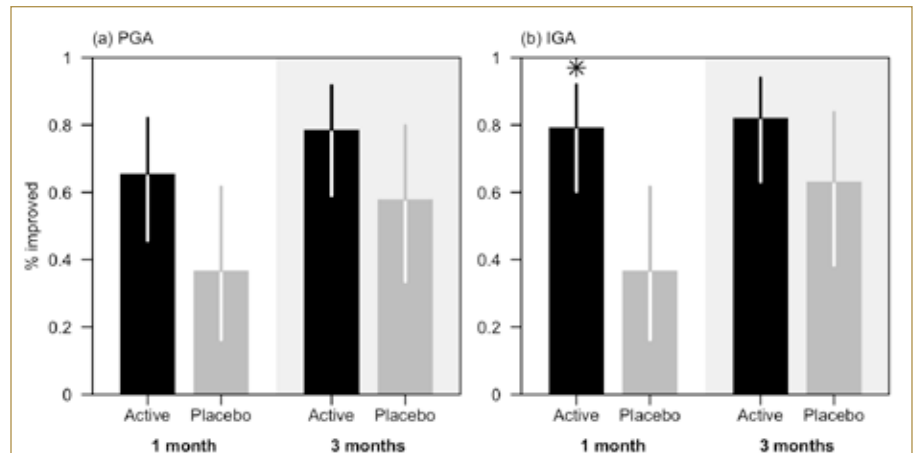 (a) PGA
(b) IGA
% improved
1
0.8
0.6
0.4
0.2
0
1
0.8
0.6
0.4
0.2
0
Active Placebo Active Placebo
Active Placebo Active Placebo
1 month 3 months
1 month 3 months